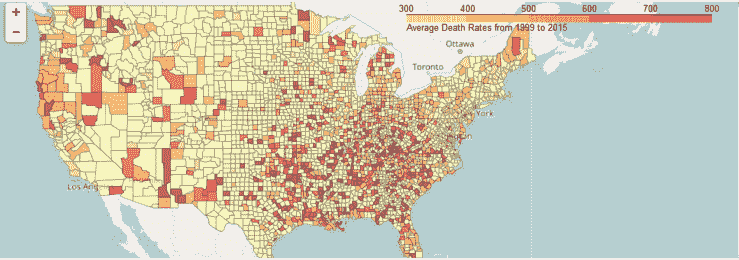 +
−
300 400 500 600 700 800
Average Death Rates from 1999 to 2015
Ottawa
Toronto
York
Los Ang